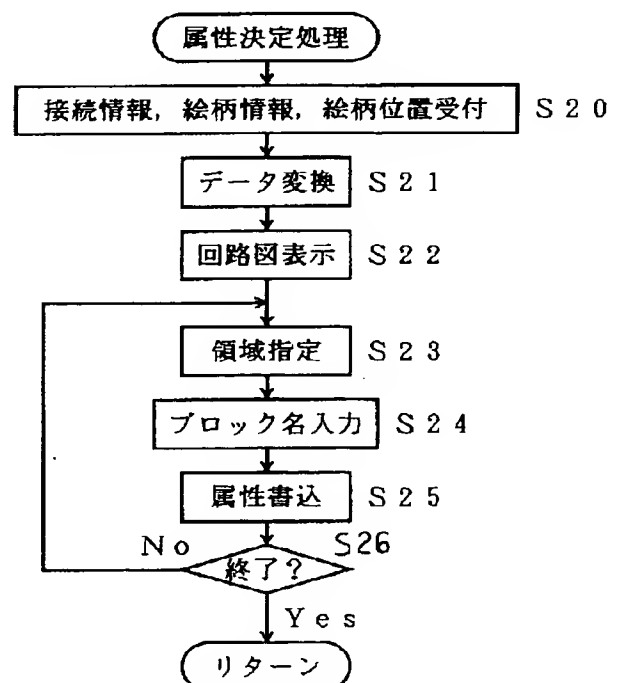 属性決定処理
接続情報，絵柄情報，絵柄位置受付 S20
データ変換 S21
回路図表示 S22
領域指定 S23
ブロック名入力 S24
属性書込 S25
No S26
終了？
Yes
リターン